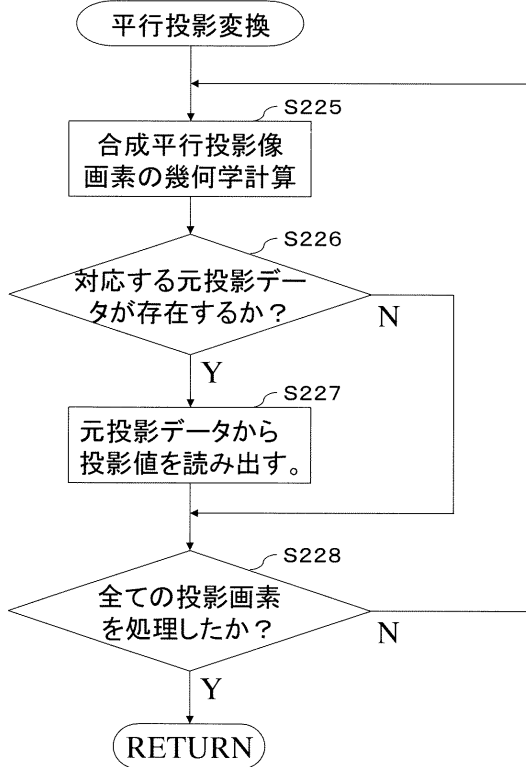 平行投影変換
S225
合成平行投影像
画素の幾何学計算
S226
対応する元投影デー
タが存在するか？
N
Y
S227
元投影データから
投影値を読み出す。
S228
全ての投影画素
を処理したか？
N
Y
RETURN